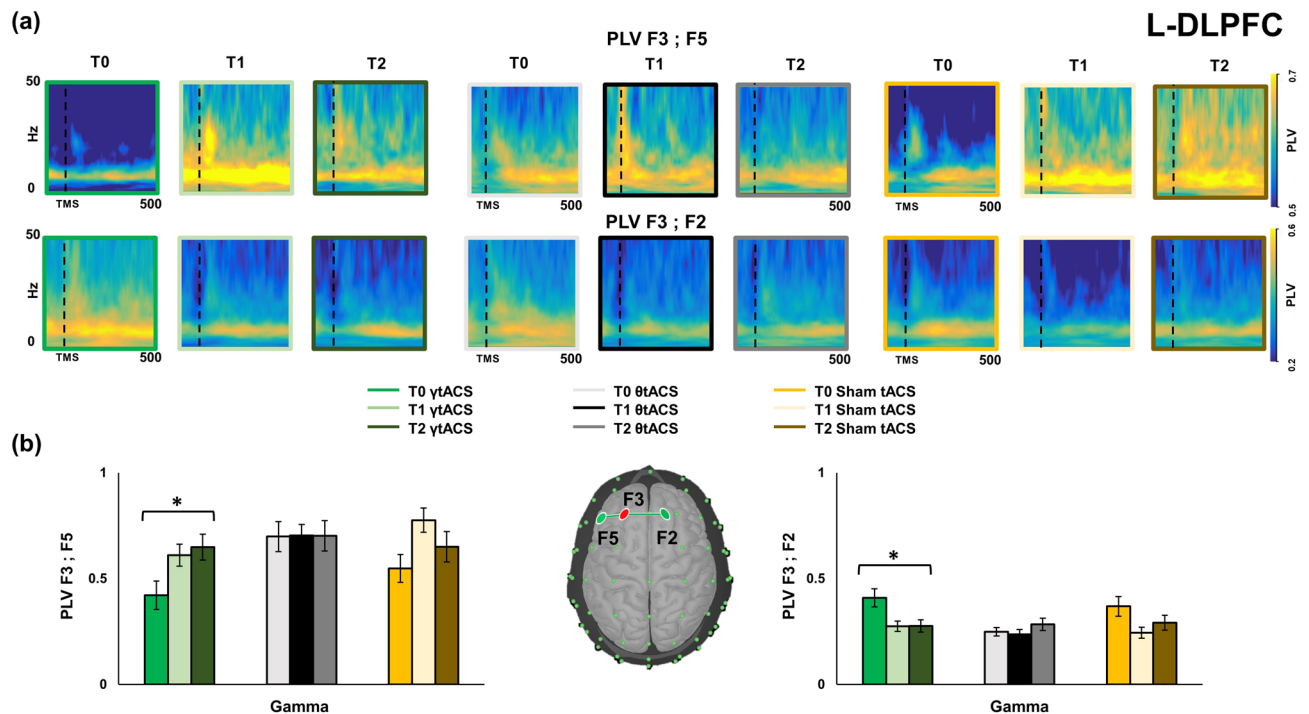 (a)
L-DLPFC
PLV F3 ; F5
T0 T1 T2 T0 T1 T2 T0 T1 T2
50
Hz
0
TMS 500 TMS 500 TMS 500
0.7
PLV
0.5
PLV F3 ; F2
50
Hz
0
TMS 500 TMS 500 TMS 500
0.6
PLV
0.2
T0 γtACS T0 θtACS T0 Sham tACS
T1 γtACS T1 θtACS T1 Sham tACS
T2 γtACS T2 θtACS T2 Sham tACS
(b)
PLV F3 ; F5
1
0.5
0
*
Gamma
F3
F5 F2
PLV F3 ; F2
1
0.5
0
*
Gamma